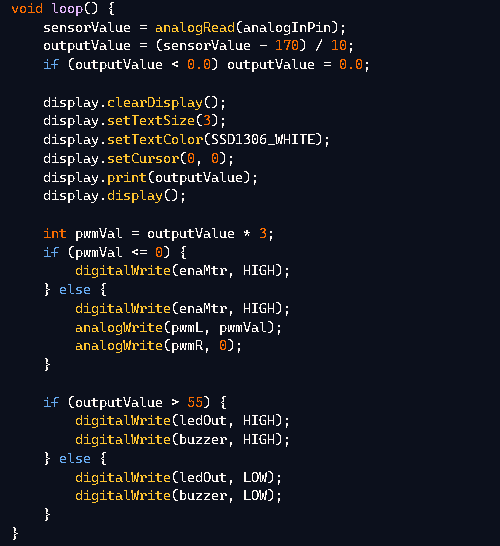 void loop() {
    sensorValue = analogRead(analogInPin);
    outputValue = (sensorValue - 170) / 10;
    if (outputValue < 0.0) outputValue = 0.0;

    display.clearDisplay();
    display.setTextSize(3);
    display.setTextColor(SSD1306_WHITE);
    display.setCursor(0, 0);
    display.print(outputValue);
    display.display();

    int pwmVal = outputValue * 3;
    if (pwmVal <= 0) {
        digitalWrite(enaMtr, HIGH);
    } else {
        digitalWrite(enaMtr, HIGH);
        analogWrite(pwmL, pwmVal);
        analogWrite(pwmR, 0);
    }

    if (outputValue > 55) {
        digitalWrite(ledOut, HIGH);
        digitalWrite(buzzer, HIGH);
    } else {
        digitalWrite(ledOut, LOW);
        digitalWrite(buzzer, LOW);
    }
}